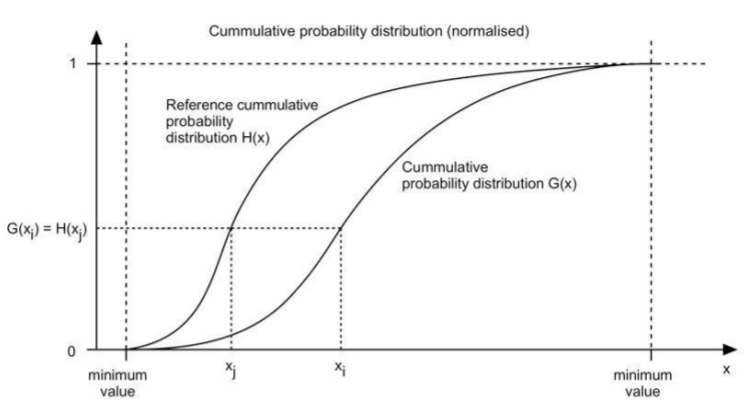 Cummulative probability distribution (normalised)
1
Reference cummulative
probability
distribution H(x)
Cummulative
probability distribution G(x)
G(xi) = H(xj)
0
minimum
value
xj
xi
minimum
value
x